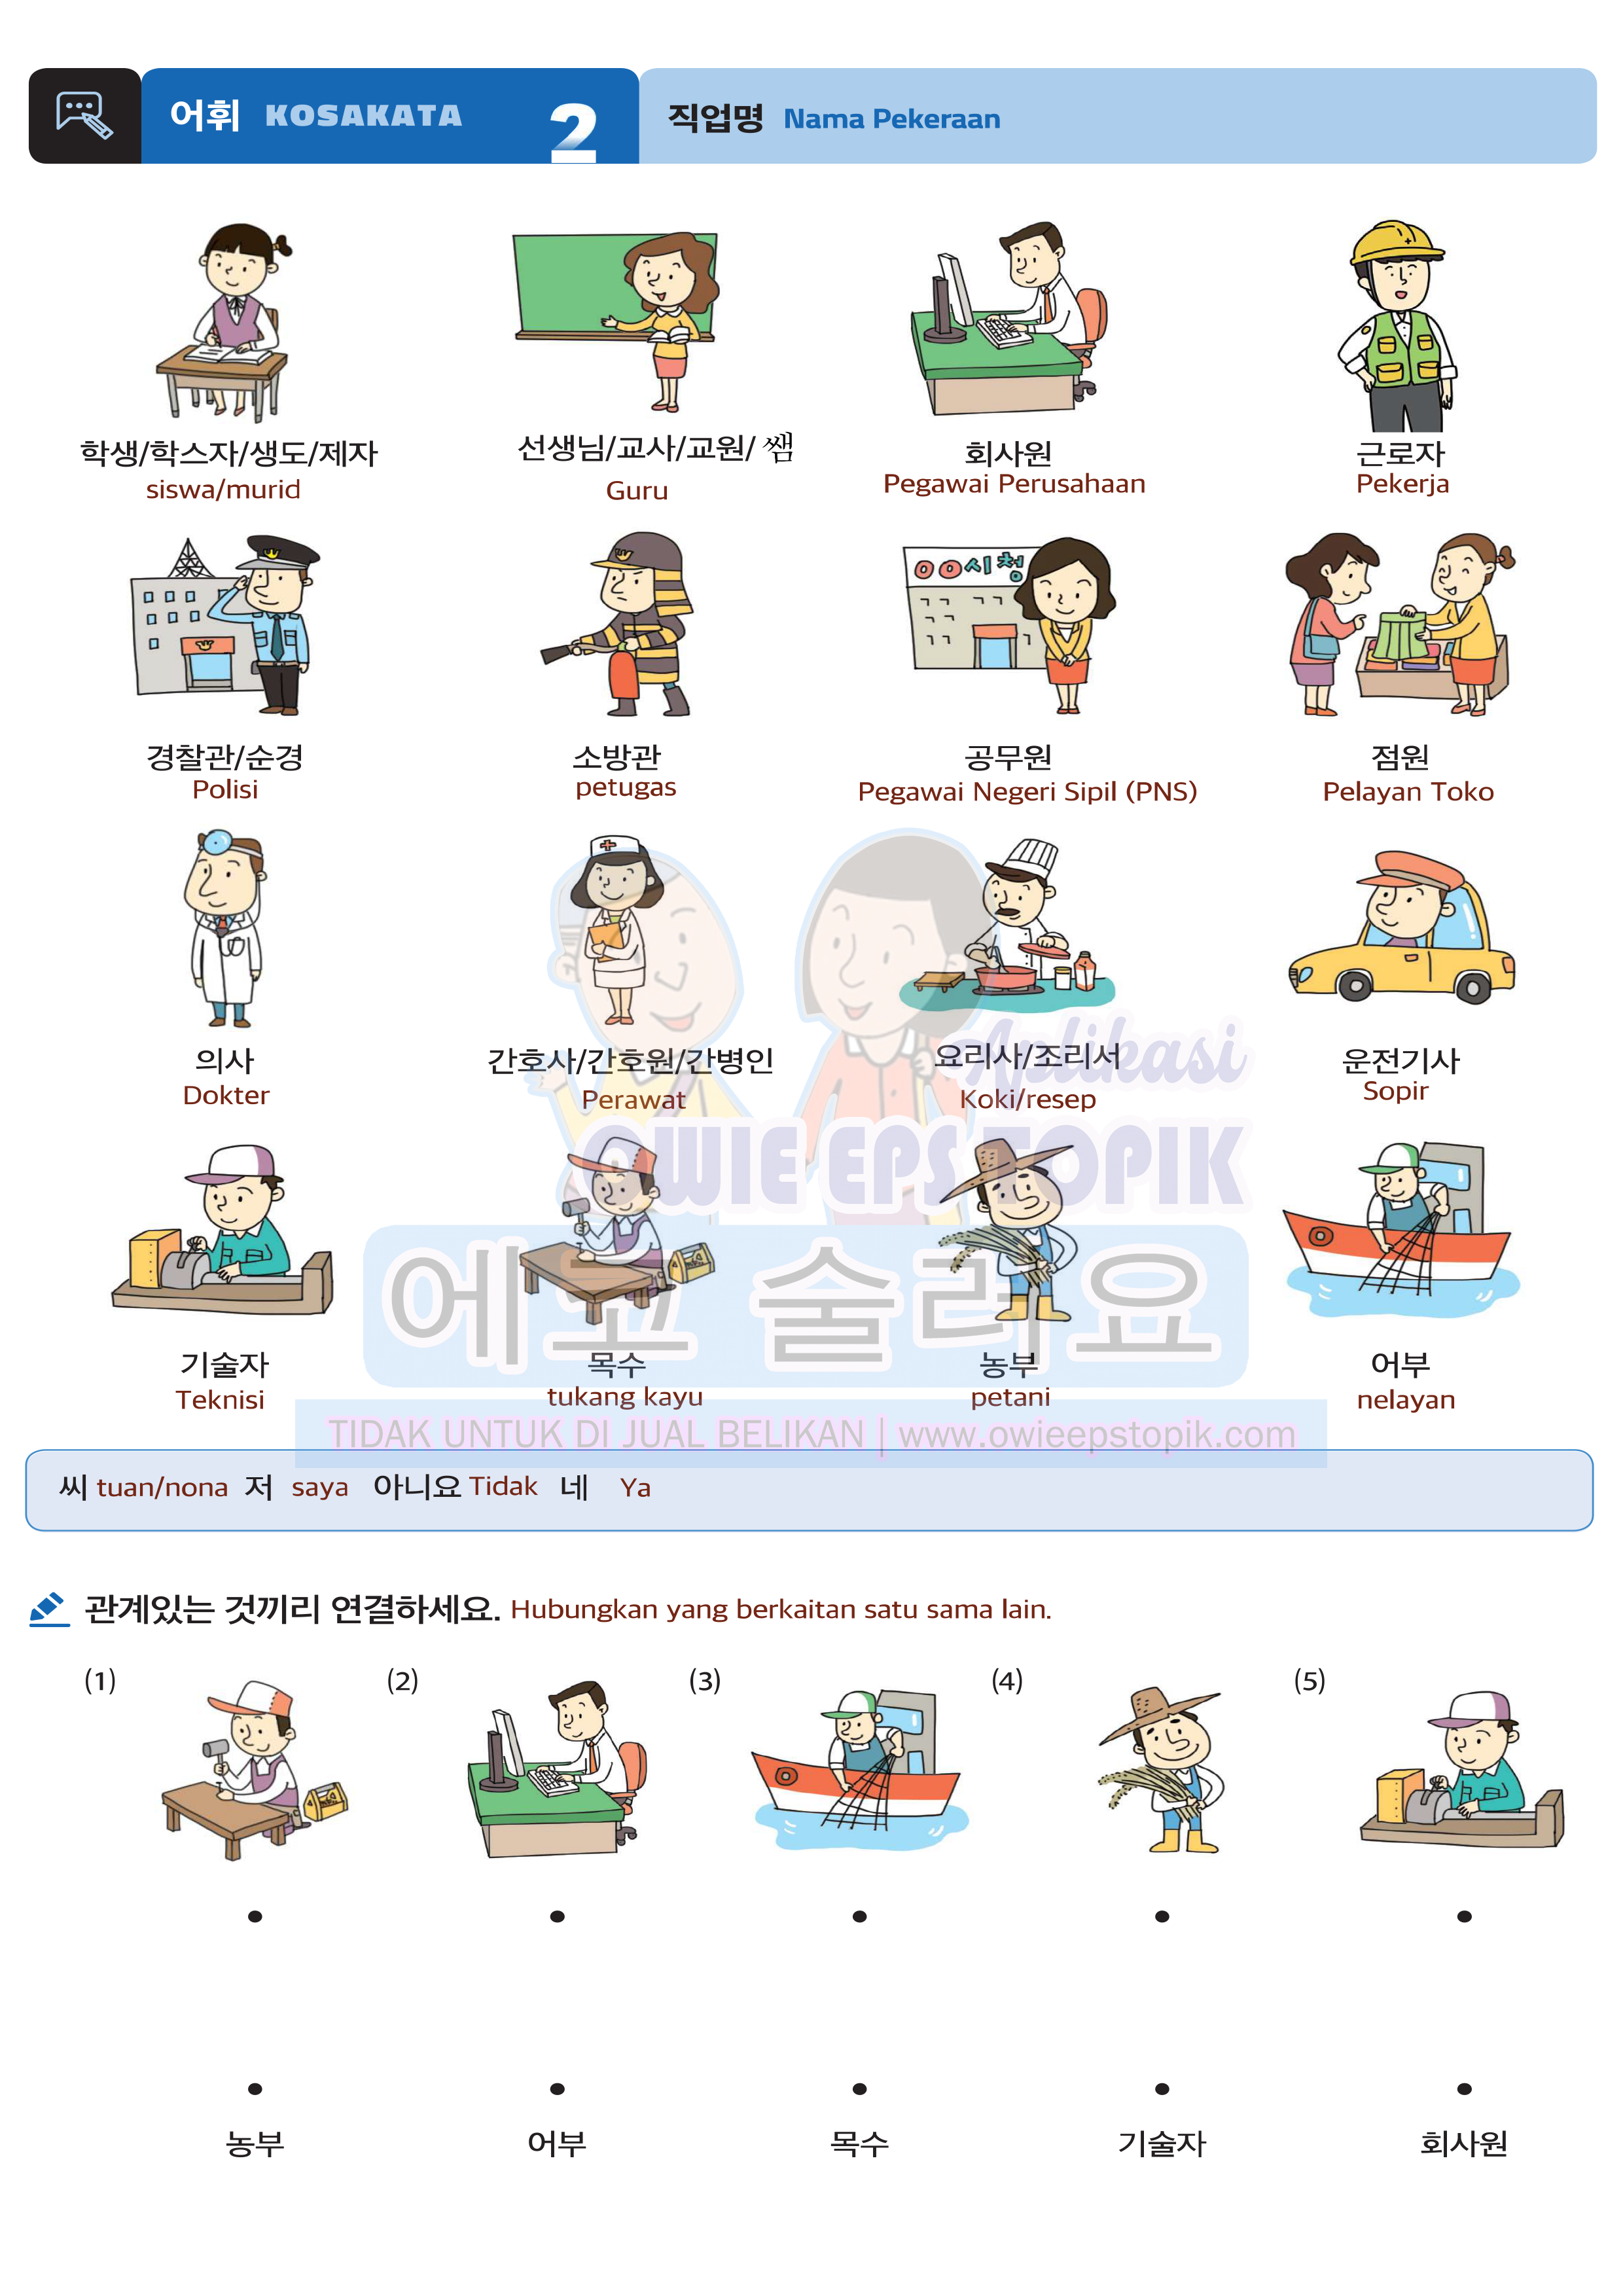 어휘 KOSAKATA 2 직업명 Nama Pekeraan
학생/학스자/생도/제자 선생님/교사/교원/쌤 회사원 근로자
siswa/murid Guru Pegawai Perusahaan Pekerja
OO시청
경찰관/순경 소방관 공무원 점원
Polisi petugas Pegawai Negeri Sipil (PNS) Pelayan Toko
의사 간호사/간호원/간병인 요리사/조리서 운전기사
Dokter Perawat Koki/resep Sopir
Aplikasi
OWIE EPS TOPIK
에코 술러요
기술자 목수 농부 어부
Teknisi tukang kayu petani nelayan
TIDAK UNTUK DI JUAL BELIKAN | www.owieepstopik.com
씨 tuan/nona 저 saya 아니요 Tidak 네 Ya
관계있는 것끼리 연결하세요. Hubungkan yang berkaitan satu sama lain.
(1) (2) (3) (4) (5)
농부 어부 목수 기술자 회사원